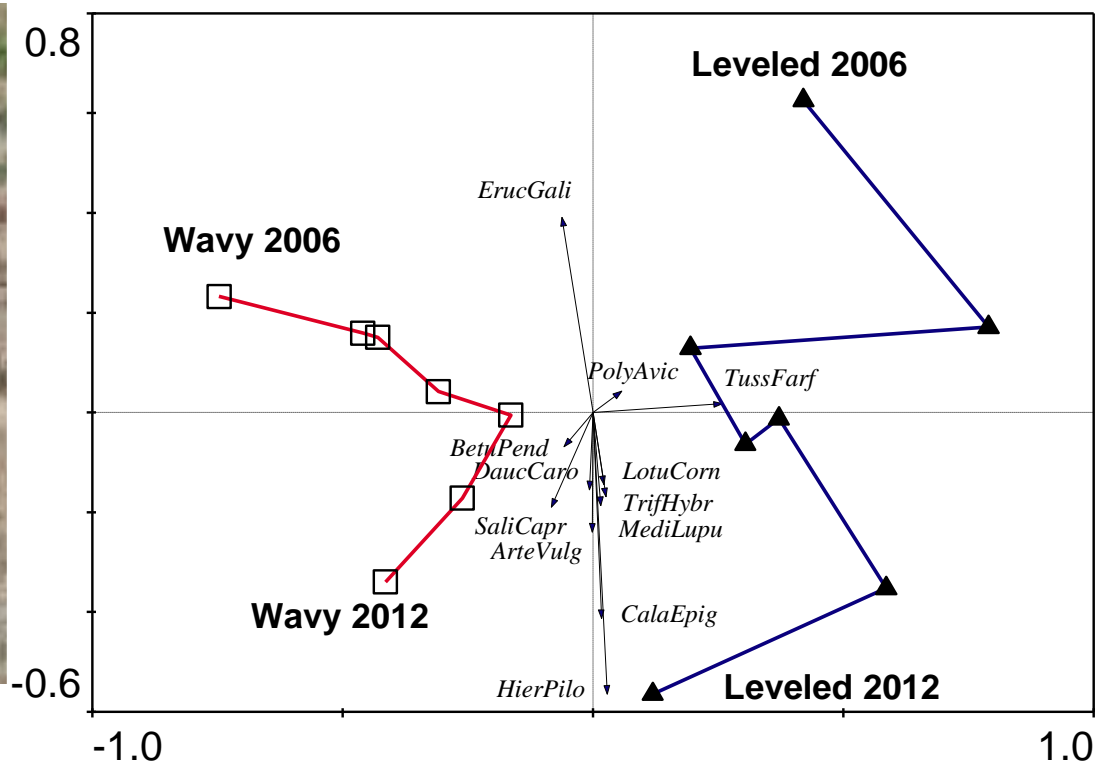 0.8
Leveled 2006
ErucGali
Wavy 2006
PolyAvic
TussFarf
BetuPend
DaucCaro
LotuCorn
TrifHybr
SaliCapr
MediLupu
ArteVulg
Wavy 2012
CalaEpig
HierPilo
Leveled 2012
-0.6
-1.0
1.0